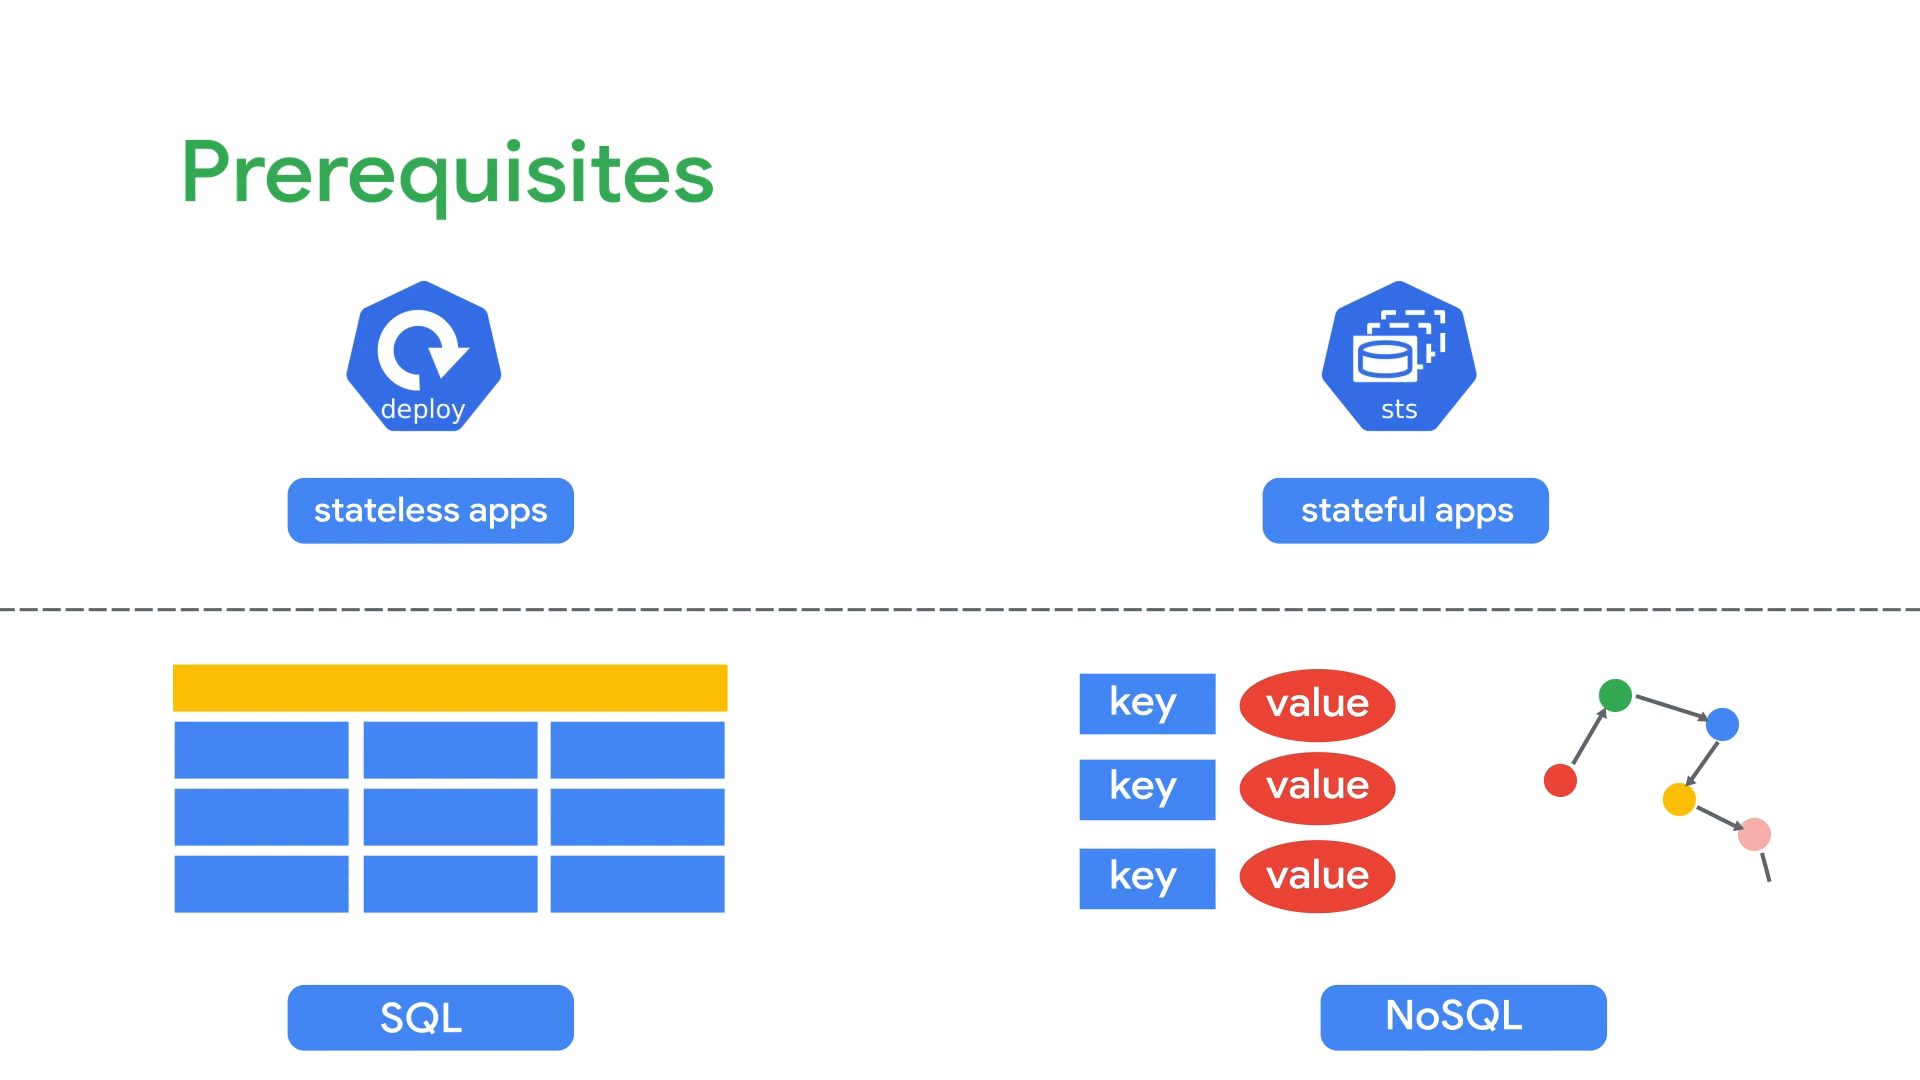 Prerequisites
deploy
sts
stateless apps
stateful apps
key value
key value
key value
SQL
NoSQL